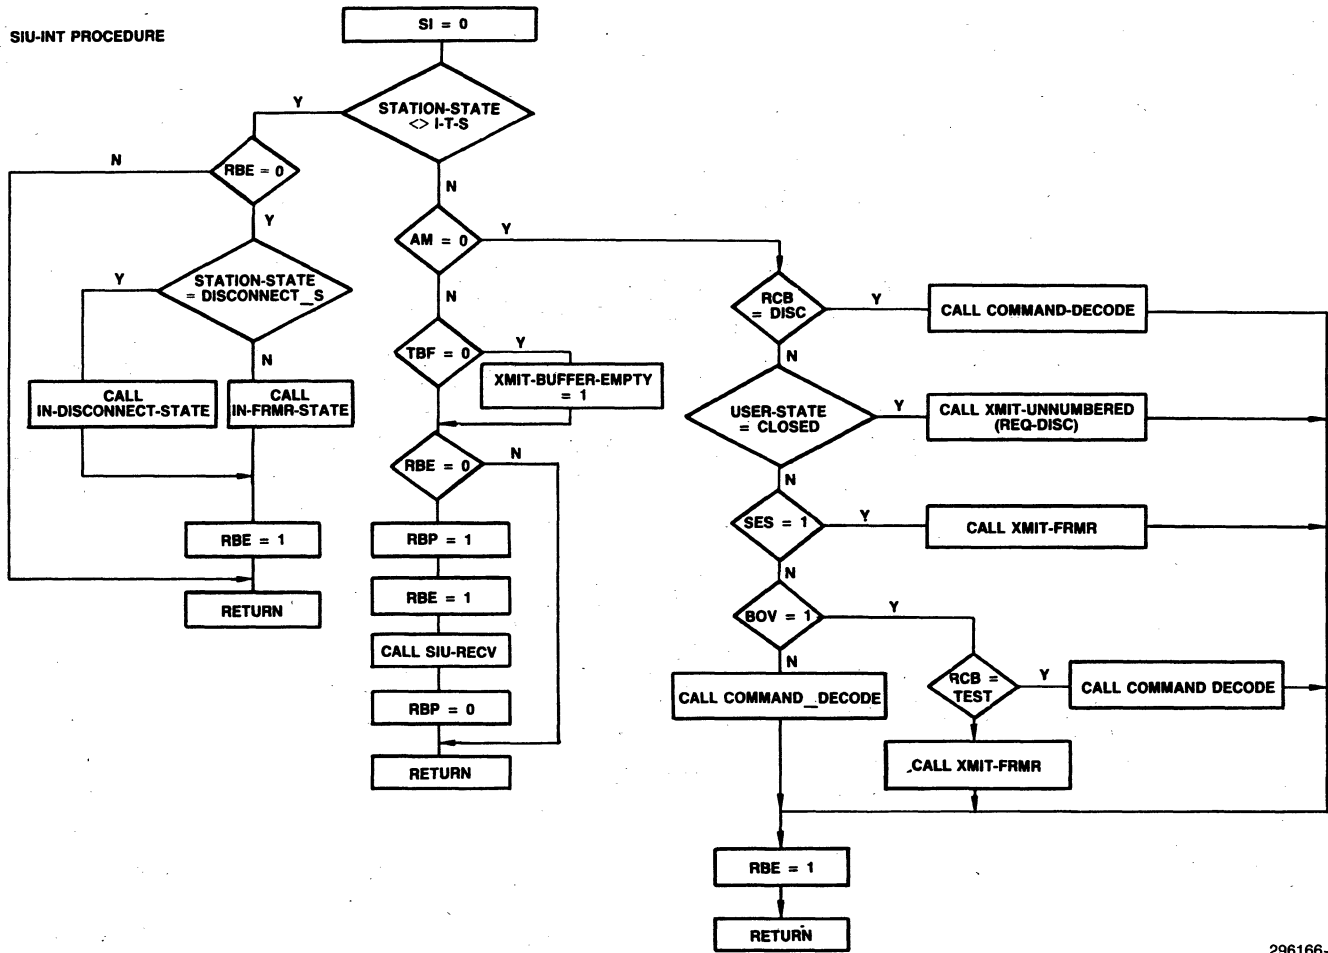 SIU-INT PROCEDURE
SI = 0
STATION-STATE
<> I-T-S
Y
N
RBE = 0
N
Y
STATION-STATE
= DISCONNECT_S
Y
N
CALL
IN-DISCONNECT-STATE
CALL
IN-FRMR-STATE
RBE = 1
RETURN
AM = 0
Y
N
TBF = 0
Y
XMIT-BUFFER-EMPTY
= 1
RBE = 0
N
RBP = 1
RBE = 1
CALL SIU-RECV
RBP = 0
RETURN
RCB
= DISC
Y
CALL COMMAND-DECODE
N
USER-STATE
= CLOSED
Y
CALL XMIT-UNNUMBERED
(REQ-DISC)
N
SES = 1
Y
CALL XMIT-FRMR
N
BOV = 1
Y
N
CALL COMMAND_DECODE
RCB =
TEST
Y
CALL COMMAND DECODE
CALL XMIT-FRMR
RBE = 1
RETURN
296166-